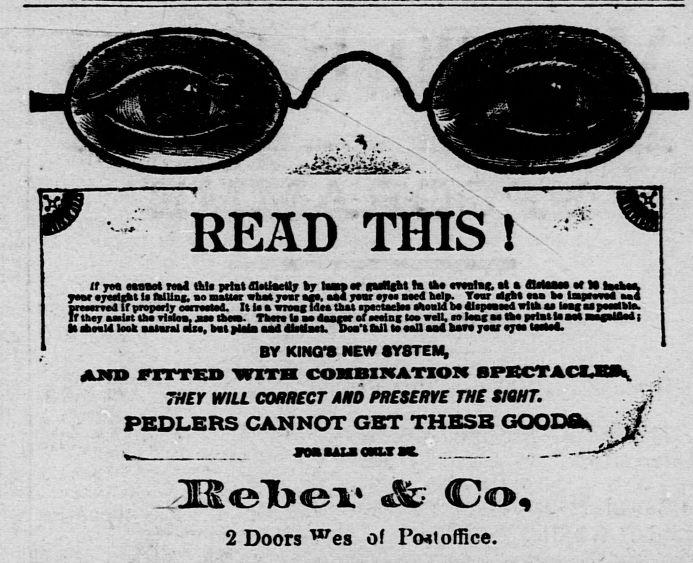 READ THIS!
If you cannot read this print distinctly by lamp or gaslight in the evening, at a distance of 10 inches,
your eyesight is failing, no matter what your age, and your eyes need help. Your sight can be improved and
preserved if properly corrected. It is a wrong idea that spectacles should be dispensed with as long as possible.
If they assist the vision, use them. There is no danger of seeing too well, so long as the print is not magnified;
it should look natural size, but plain and distinct. Don't fail to call and have your eyes tested.
BY KING'S NEW SYSTEM,
AND FITTED WITH COMBINATION SPECTACLES,
THEY WILL CORRECT AND PRESERVE THE SIGHT.
PEDLERS CANNOT GET THESE GOODS,
FOR SALE ONLY BY
Reber & Co,
2 Doors Wes of Postoffice.